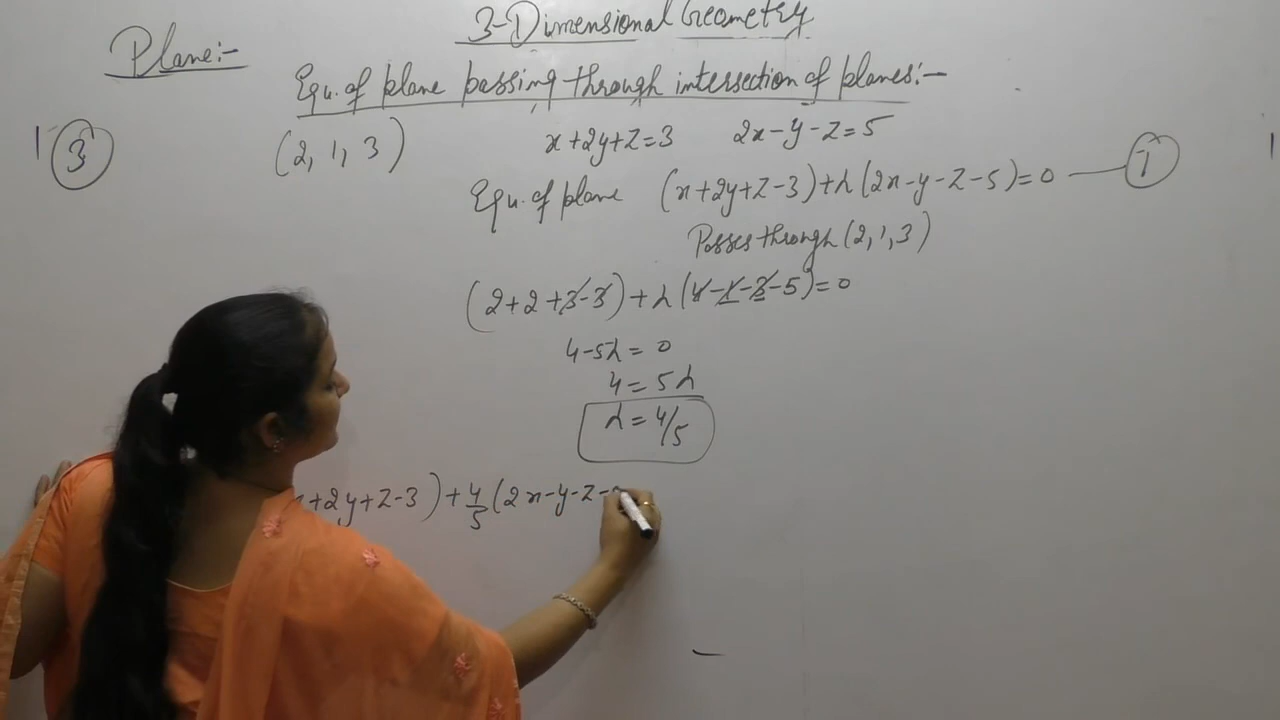 3-Dimensional Geometry
Plane:-
Equ. of plane passing through intersection of planes:-
3 (2, 1, 3) x+2y+z=3 2x-y-z=5
Equ. of plane (x+2y+z-3)+λ(2x-y-z-5)=0 — 1
Passes through (2, 1, 3)
(2+2+3-3)+λ(4-1-3-5)=0
4-5λ=0
4=5λ
λ=4/5
+2y+z-3)+4/5(2x-y-z-